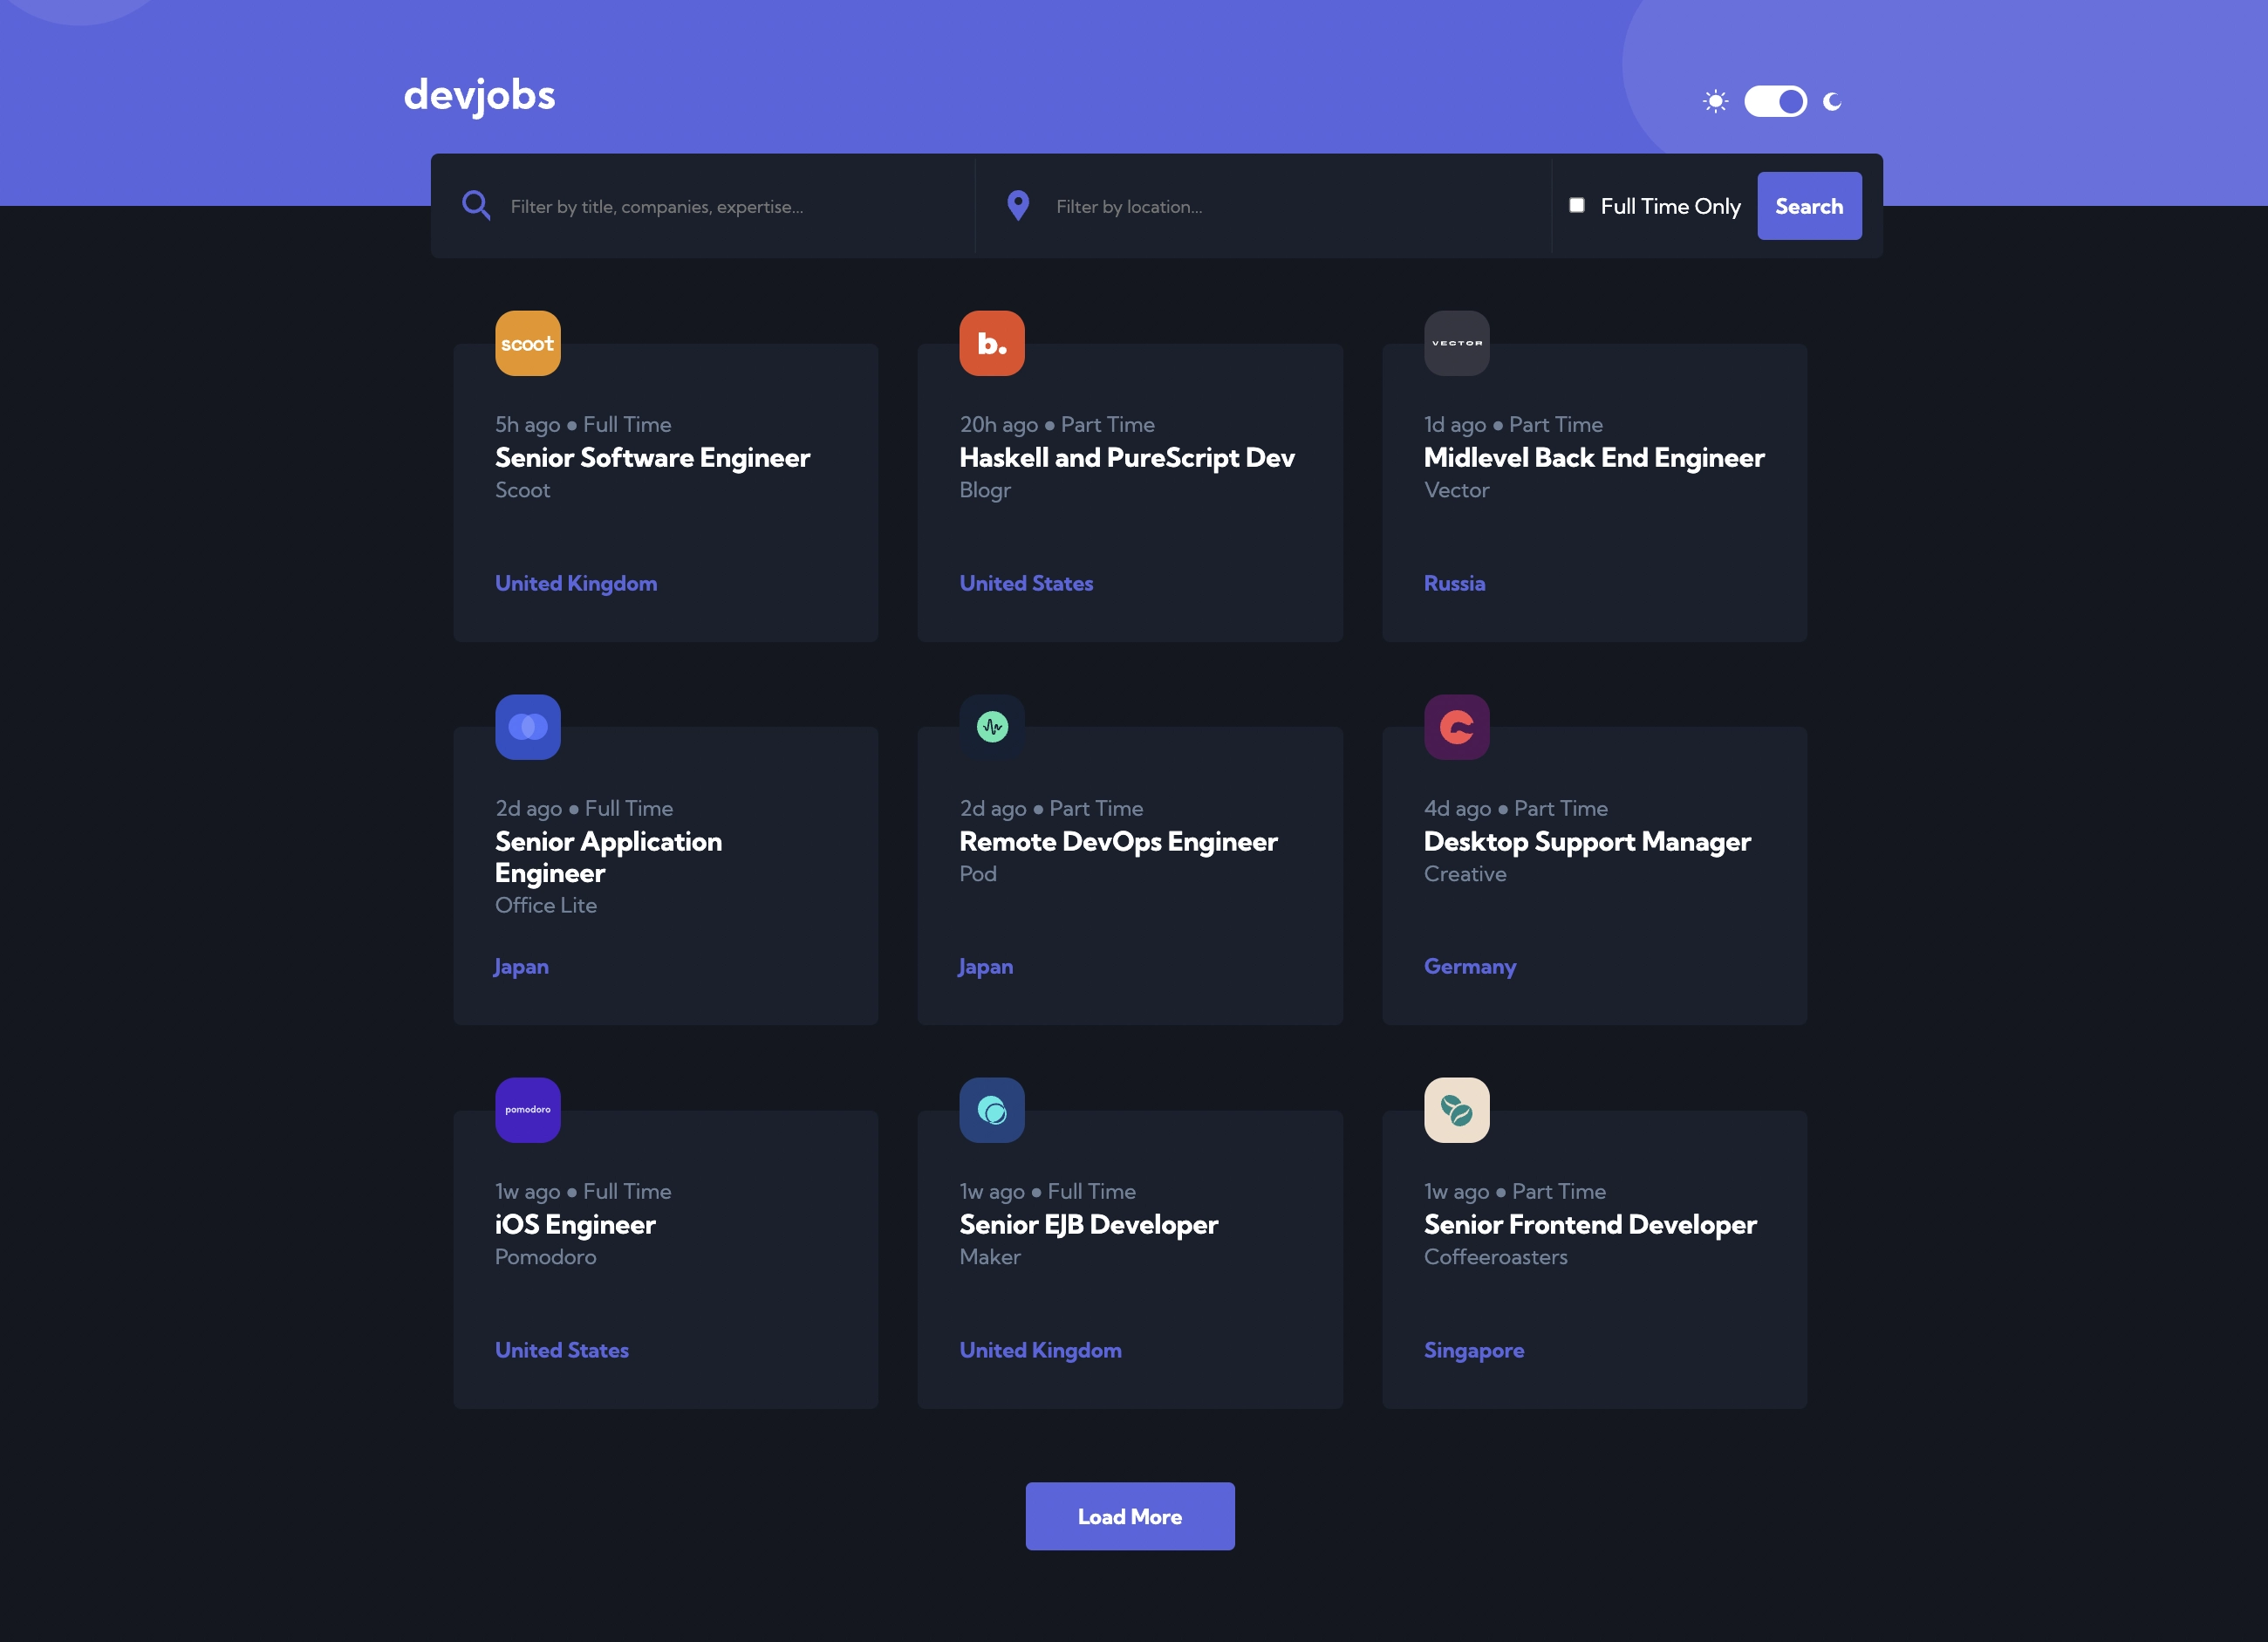 devjobs
Filter by title, companies, expertise...
Filter by location...
Full Time Only
Search
scoot
5h ago • Full Time
Senior Software Engineer
Scoot
United Kingdom
b.
20h ago • Part Time
Haskell and PureScript Dev
Blogr
United States
VECTOR
1d ago • Part Time
Midlevel Back End Engineer
Vector
Russia
2d ago • Full Time
Senior Application
Engineer
Office Lite
Japan
2d ago • Part Time
Remote DevOps Engineer
Pod
Japan
4d ago • Part Time
Desktop Support Manager
Creative
Germany
pomodoro
1w ago • Full Time
iOS Engineer
Pomodoro
United States
1w ago • Full Time
Senior EJB Developer
Maker
United Kingdom
1w ago • Part Time
Senior Frontend Developer
Coffeeroasters
Singapore
Load More